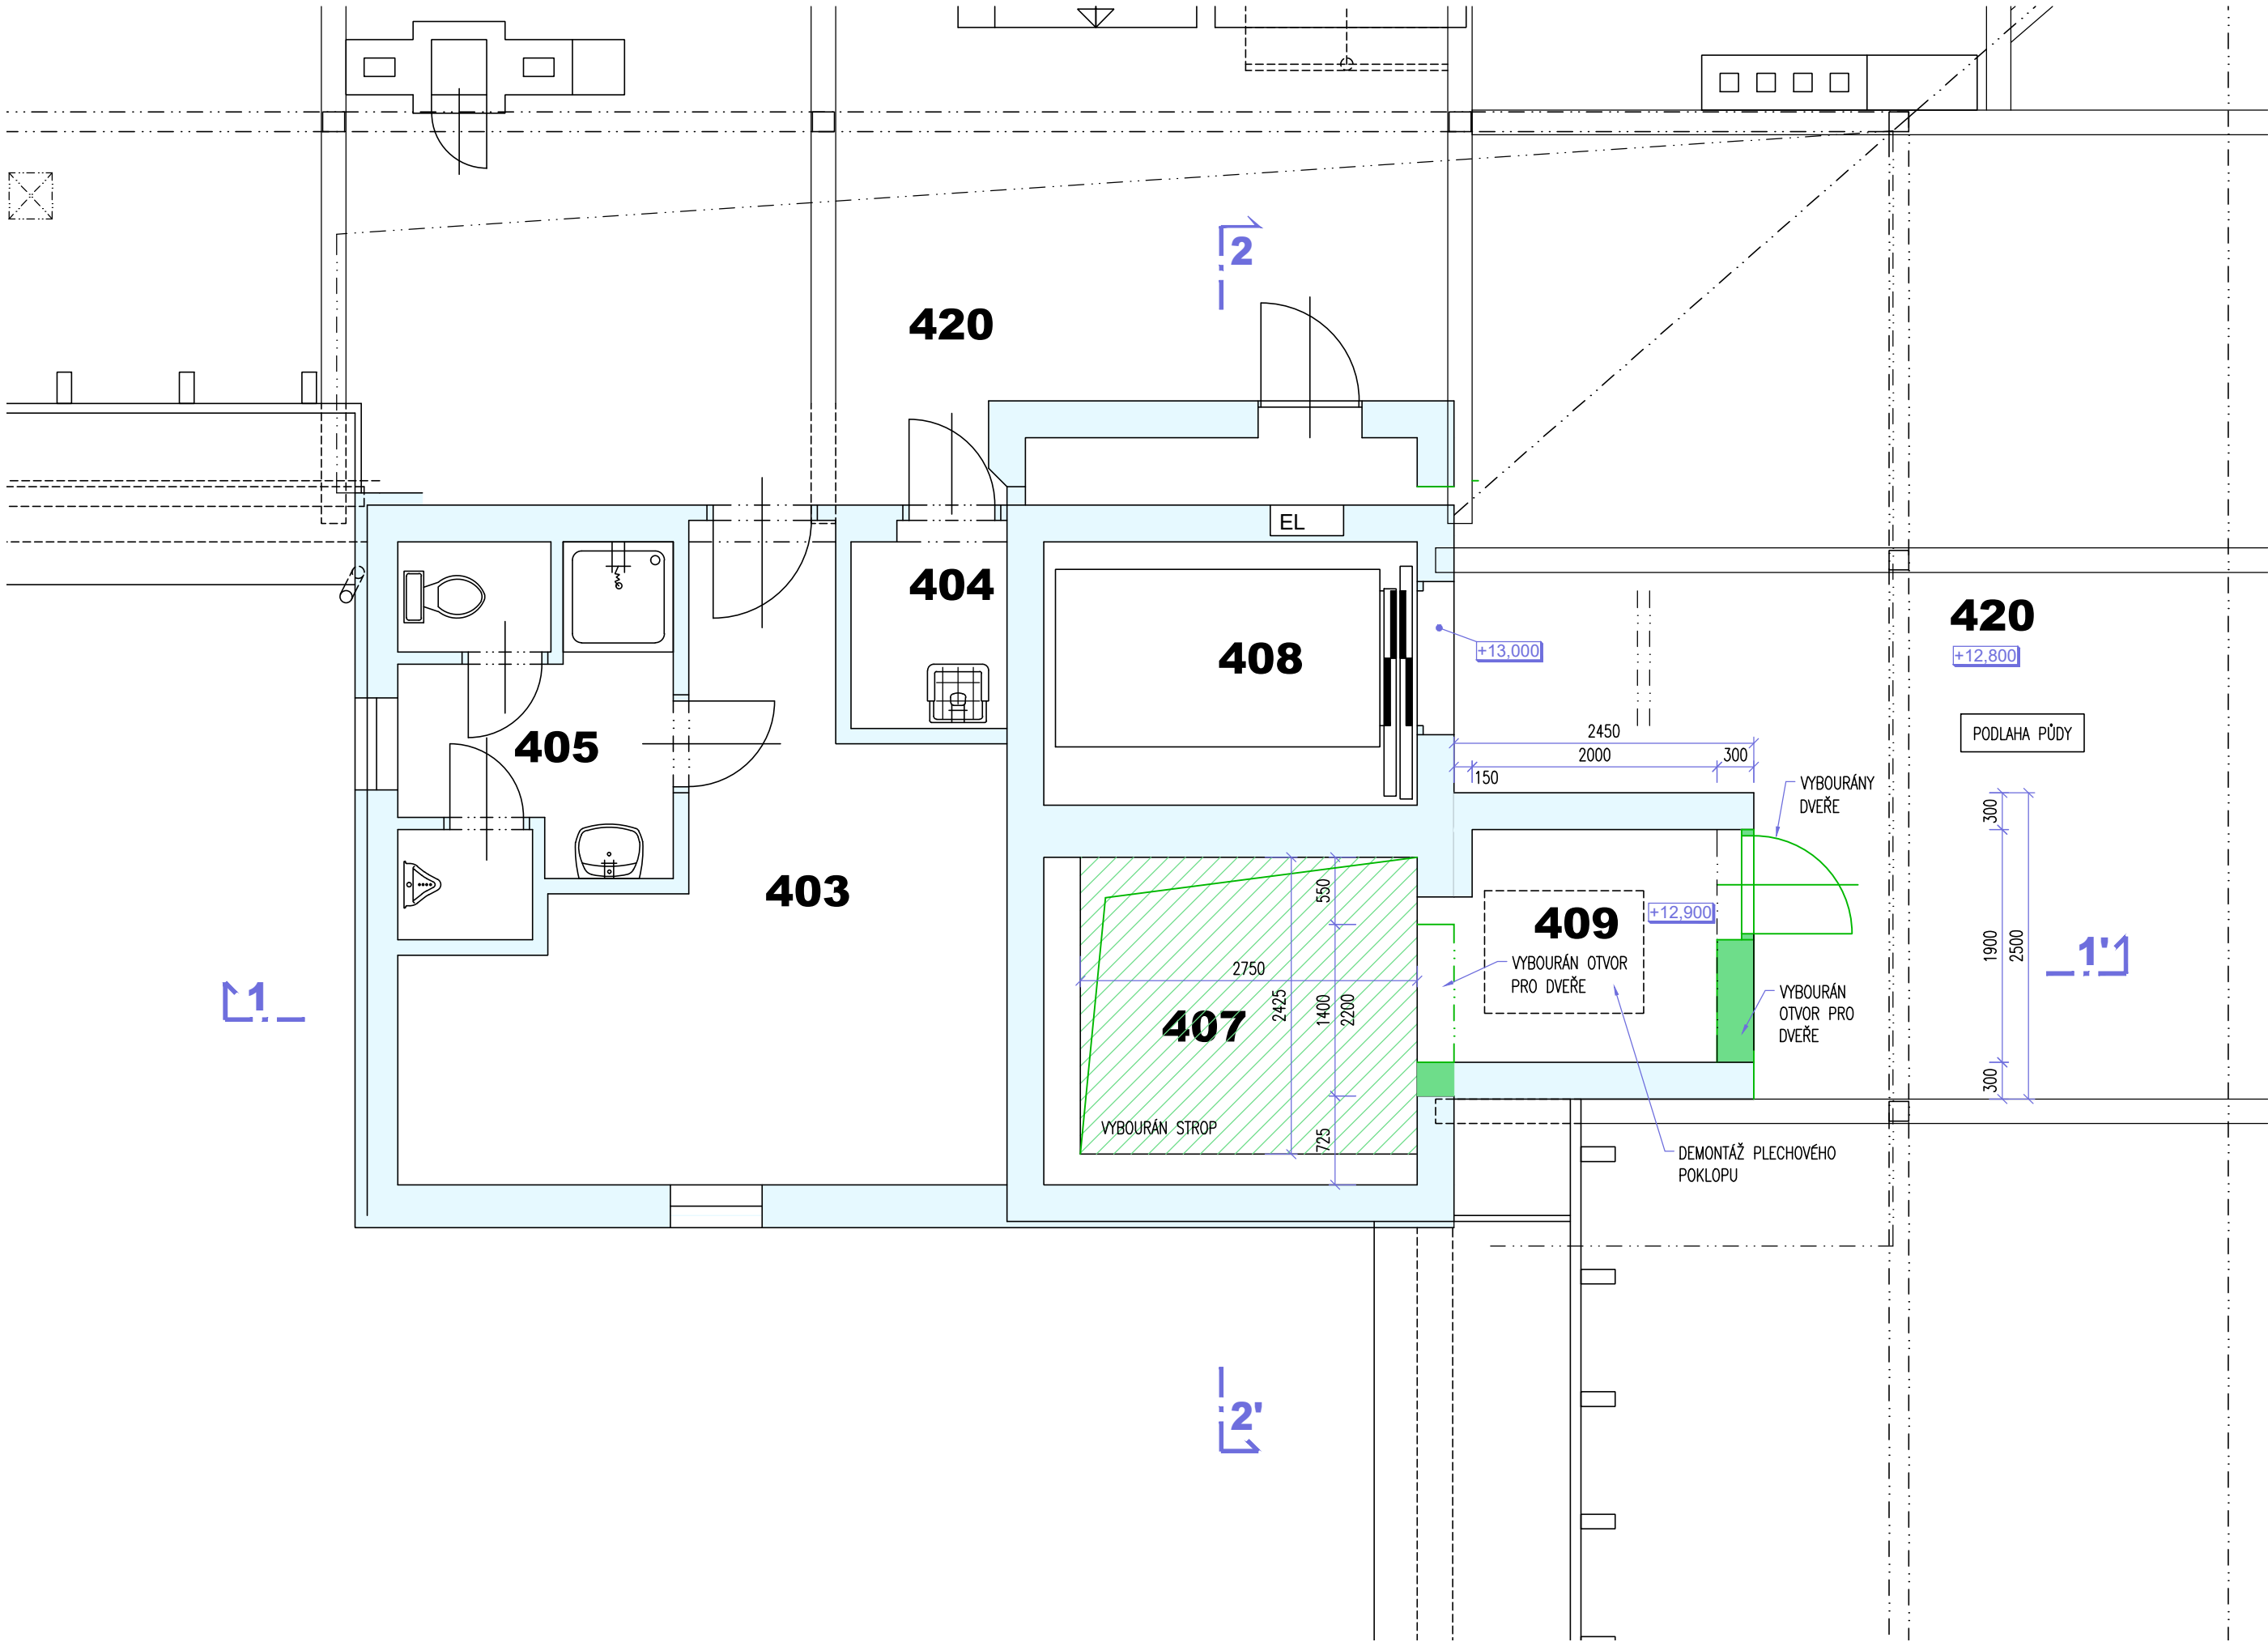 2
420
EL
404
408
+13,000
420
+12,800
PODLAHA PŮDY
405
2450
2000
300
150
VYBOURÁNY
DVEŘE
300
403
550
409
+12,900
1900
2500
1'
2750
VYBOURÁN OTVOR
PRO DVEŘE
1
2425
1400
2200
407
VYBOURÁN
OTVOR PRO
DVEŘE
300
VYBOURÁN STROP
725
DEMONTÁŽ PLECHOVÉHO
POKLOPU
2'